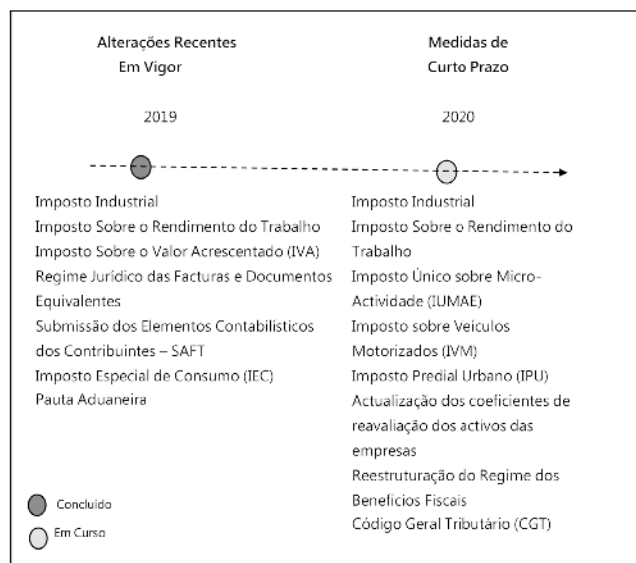 Alterações Recentes
Em Vigor
2019
Imposto Industrial
Imposto Sobre o Rendimento do Trabalho
Imposto Sobre o Valor Acrescentado (IVA)
Regime Jurídico das Facturas e Documentos
Equivalentes
Submissão dos Elementos Contabilísticos
dos Contribuintes – SAFT
Imposto Especial de Consumo (IEC)
Pauta Aduaneira
Medidas de
Curto Prazo
2020
Imposto Industrial
Imposto Sobre o Rendimento do
Trabalho
Imposto Único sobre Micro-
Actividade (IUMAE)
Imposto sobre Veículos
Motorizados (IVM)
Imposto Predial Urbano (IPU)
Actualização dos coeficientes de
reavaliação dos activos das
empresas
Reestruturação do Regime dos
Benefícios Fiscais
Código Geral Tributário (CGT)
Concluído
Em Curso